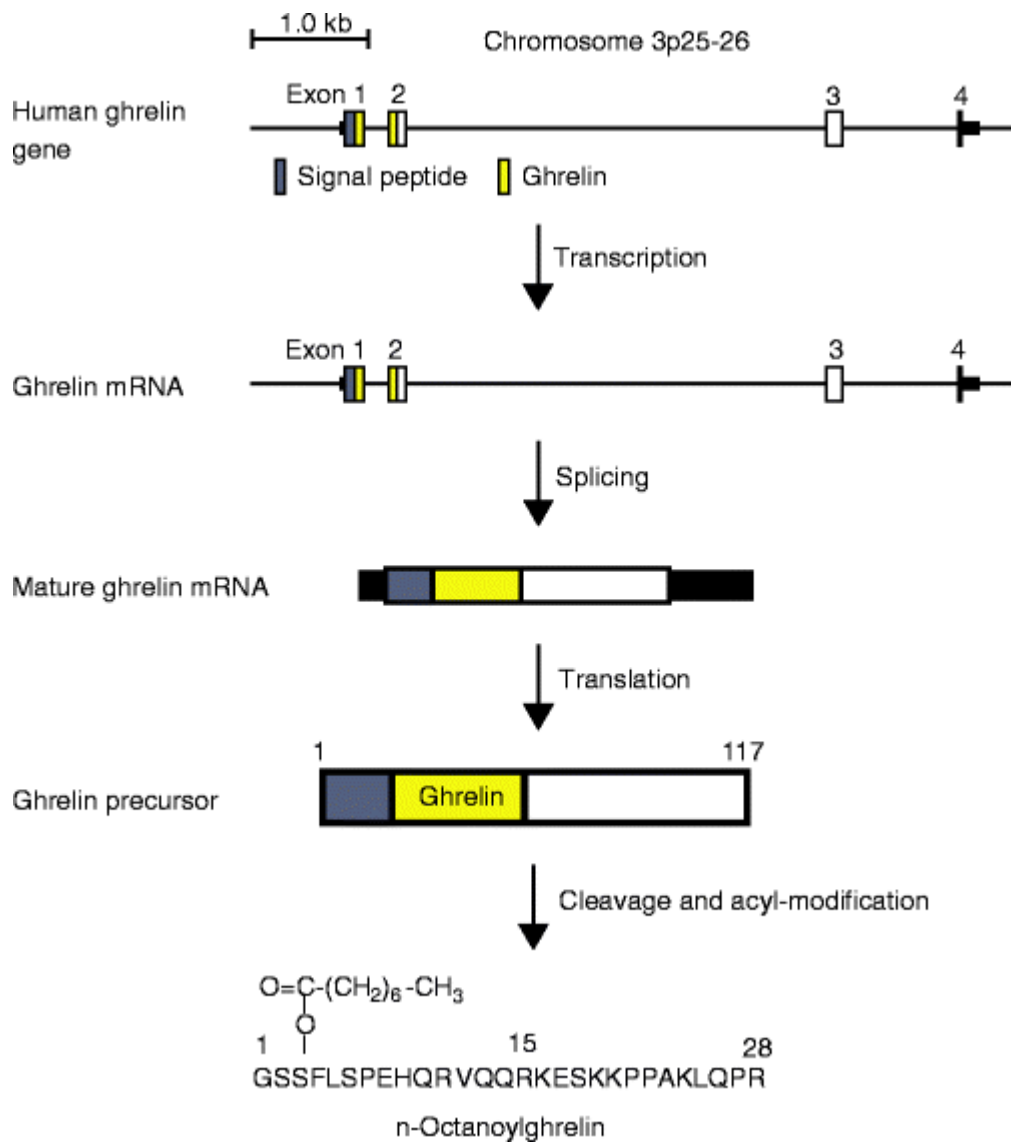 1.0 kb
Chromosome 3p25-26
Human ghrelin
gene
Exon 1 2 3 4
Signal peptide Ghrelin
Transcription
Exon 1 2 3 4
Ghrelin mRNA
Splicing
Mature ghrelin mRNA
Translation
1 117
Ghrelin precursor
Ghrelin
Cleavage and acyl-modification
O=C-(CH2)6-CH3
O
1 15 28
GSSFLSPEHQRVQQRKESKKPPAKLQPR
n-Octanoylghrelin